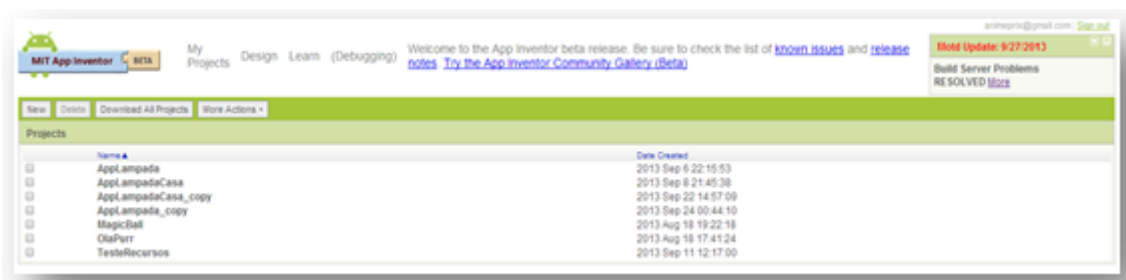 animeprix@gmail.com | Sign out
MIT App Inventor BETA
My Projects Design Learn (Debugging)
Welcome to the App Inventor beta release. Be sure to check the list of known issues and release
notes. Try the App Inventor Community Gallery (Beta)
Motd Update: 9/27/2013
Build Server Problems
RESOLVED More
New Delete Download All Projects More Actions
Projects
Name Date Created
AppLampada 2013 Sep 6 22:15:53
AppLampadaCasa 2013 Sep 8 21:45:38
AppLampadaCasa_copy 2013 Sep 22 14:57:09
AppLampada_copy 2013 Sep 24 00:44:10
MagicBall 2013 Aug 18 19:22:18
OlaPurr 2013 Aug 18 17:41:24
TesteRecursos 2013 Sep 11 12:17:00